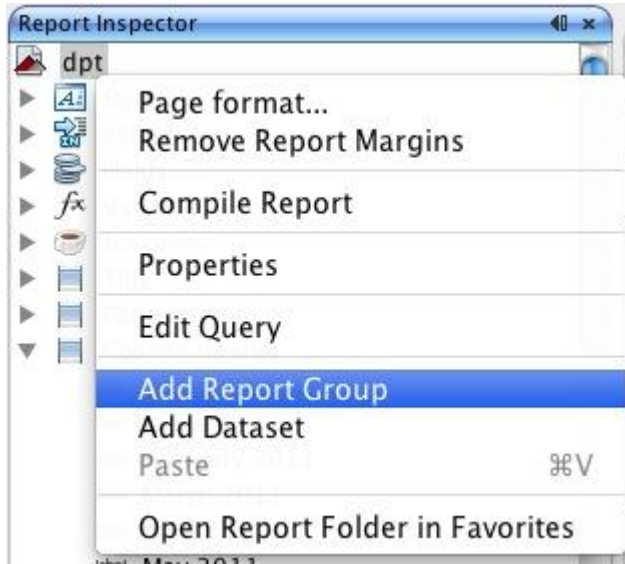 Report Inspector
dpt
Page format...
Remove Report Margins
Compile Report
Properties
Edit Query
Add Report Group
Add Dataset
Paste ⌘V
Open Report Folder in Favorites
May 2011